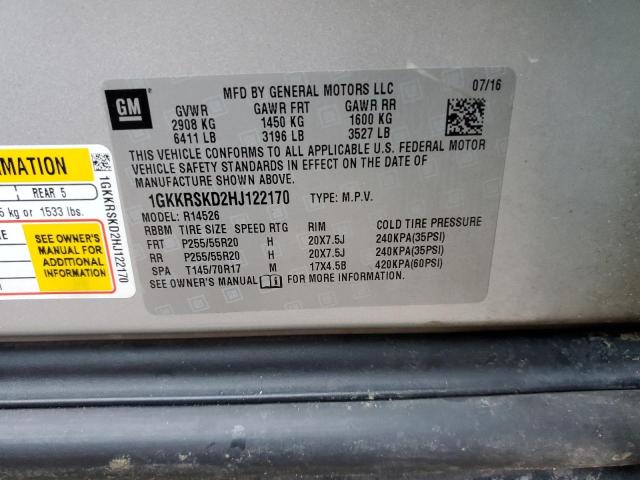 GM
MFD BY GENERAL MOTORS LLC 07/16
GVWR GAWR FRT GAWR RR
2908 KG 1450 KG 1600 KG
6411 LB 3196 LB 3527 LB
THIS VEHICLE CONFORMS TO ALL APPLICABLE U.S. FEDERAL MOTOR
VEHICLE SAFETY STANDARDS IN EFFECT ON THE DATE OF
MANUFACTURE SHOWN ABOVE.
1GKKRSKD2HJ122170 TYPE: M.P.V.
MODEL: R14526
RBBM TIRE SIZE SPEED RTG RIM COLD TIRE PRESSURE
FRT P255/55R20 H 20X7.5J 240KPA(35PSI)
RR P255/55R20 H 20X7.5J 240KPA(35PSI)
SPA T145/70R17 M 17X4.5B 420KPA(60PSI)
SEE OWNER'S MANUAL FOR MORE INFORMATION.
REAR 5
kg or 1533 lbs.
SEE OWNER'S
MANUAL FOR
ADDITIONAL
INFORMATION
1GKKRSKD2HJ122170